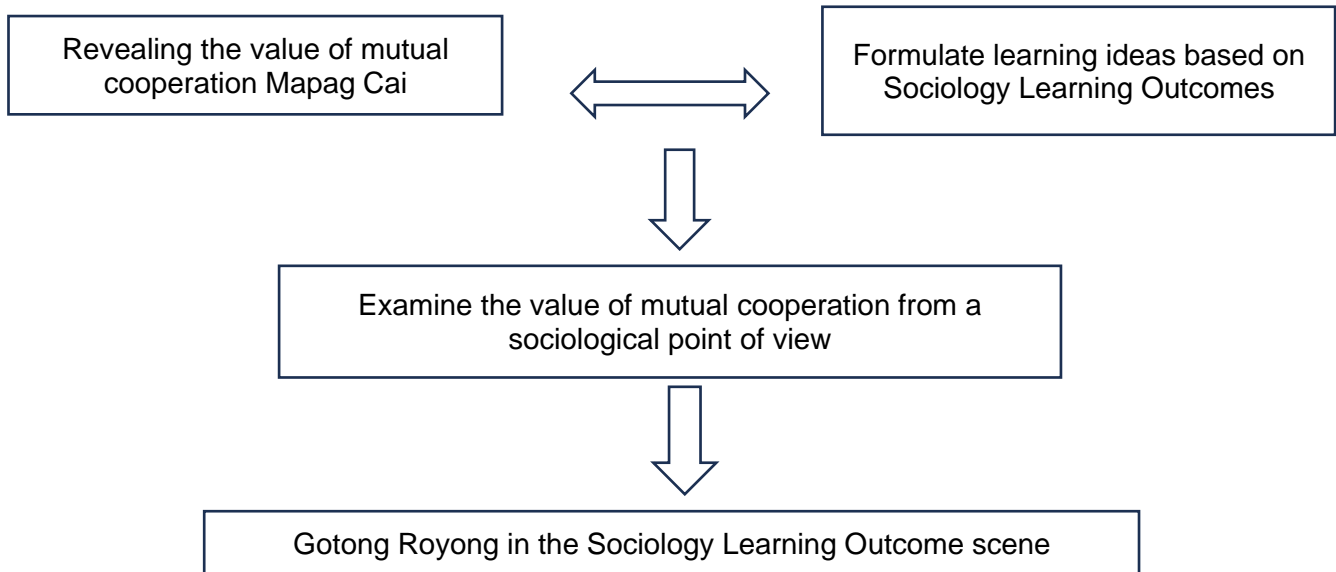 Revealing the value of mutual
cooperation Mapag Cai
Formulate learning ideas based on
Sociology Learning Outcomes
Examine the value of mutual cooperation from a
sociological point of view
Gotong Royong in the Sociology Learning Outcome scene